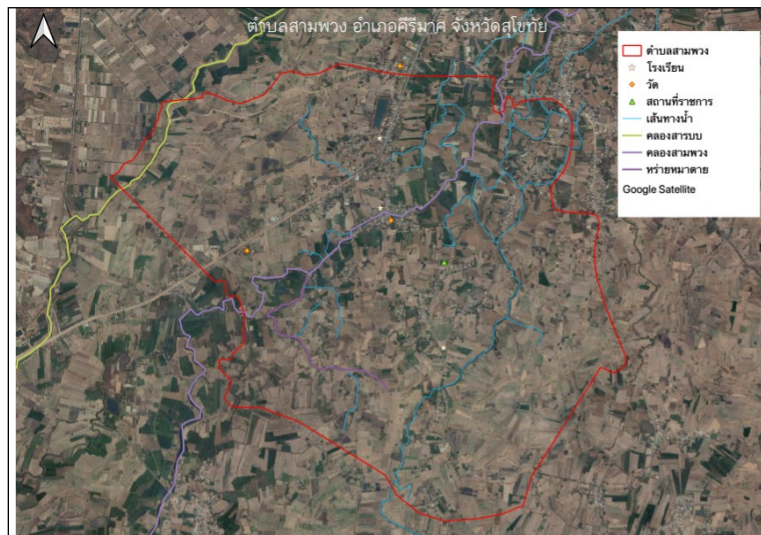 ตำบลสามพวง อำเภอคีรีมาศ จังหวัดสุโขทัย
ตำบลสามพวง
โรงเรียน
วัด
สถานที่ราชการ
เส้นทางน้ำ
คลองสารบบ
คลองสามพวง
หร่ายหมาตาย
Google Satellite